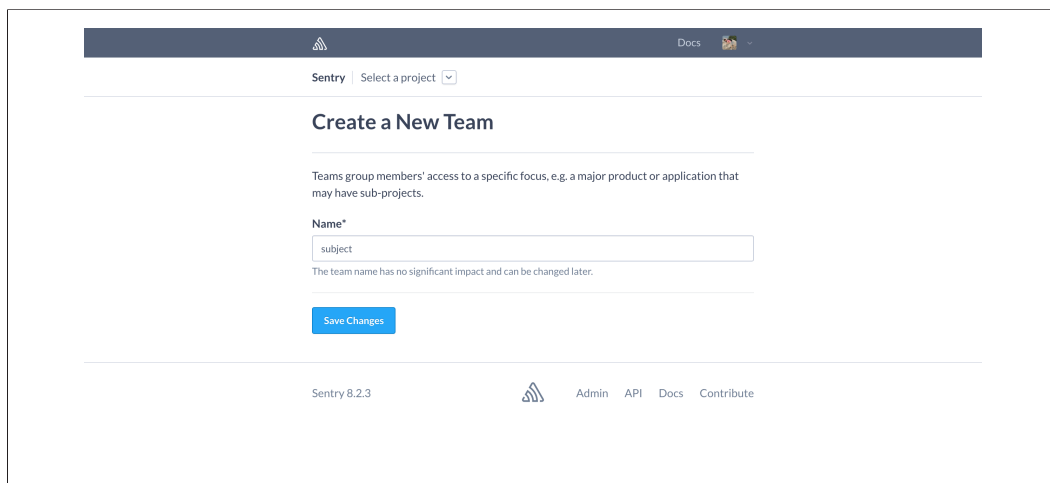 Docs
Sentry Select a project
Create a New Team
Teams group members' access to a specific focus, e.g. a major product or application that
may have sub-projects.
Name*
subject
The team name has no significant impact and can be changed later.
Save Changes
Sentry 8.2.3 Admin API Docs Contribute